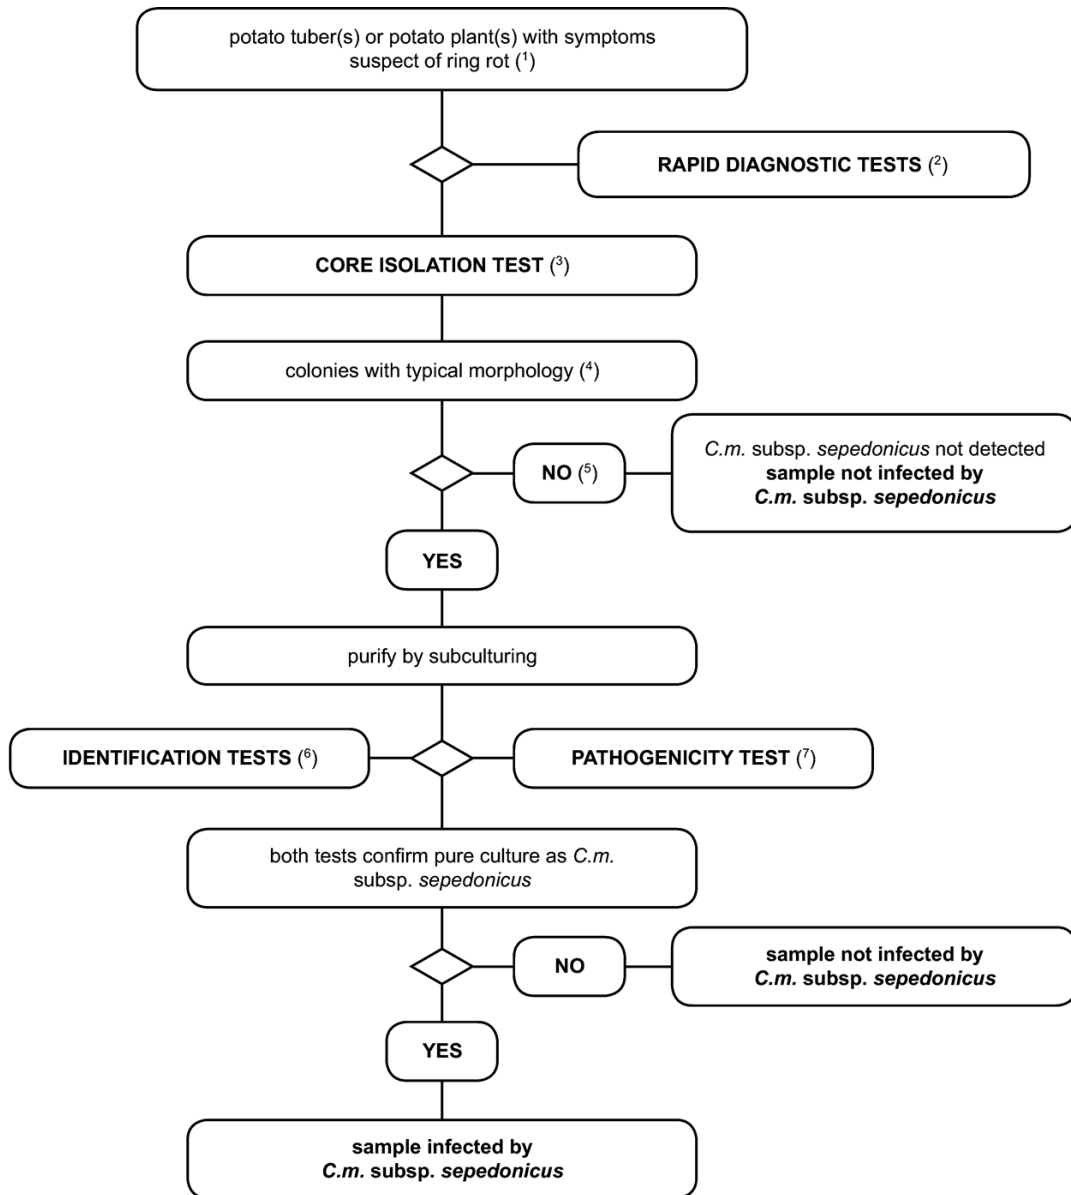 potato tuber(s) or potato plant(s) with symptoms
suspect of ring rot (¹)
RAPID DIAGNOSTIC TESTS (²)
CORE ISOLATION TEST (³)
colonies with typical morphology (⁴)
NO (⁵)
C.m. subsp. sepedonicus not detected
sample not infected by
C.m. subsp. sepedonicus
YES
purify by subculturing
IDENTIFICATION TESTS (⁶)
PATHOGENICITY TEST (⁷)
both tests confirm pure culture as C.m.
subsp. sepedonicus
NO
sample not infected by
C.m. subsp. sepedonicus
YES
sample infected by
C.m. subsp. sepedonicus